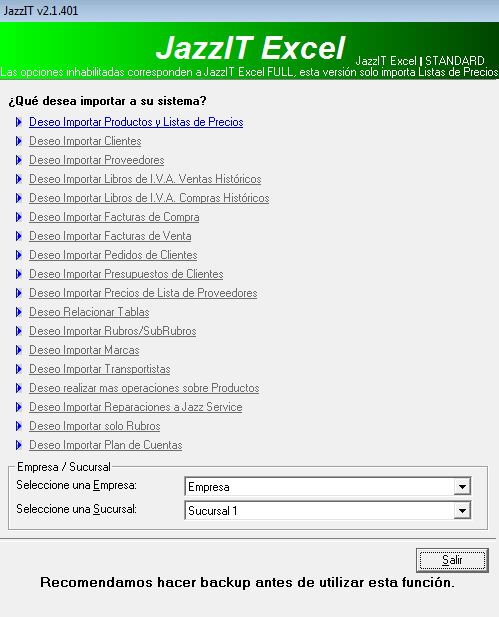 JazzIT v2.1.401
JazzIT Excel
JazzIT Excel | STANDARD
Las opciones inhabilitadas corresponden a JazzIT Excel FULL, esta versión solo importa Listas de Precios
¿Qué desea importar a su sistema?
Deseo Importar Productos y Listas de Precios
Deseo Importar Clientes
Deseo Importar Proveedores
Deseo Importar Libros de I.V.A. Ventas Históricos
Deseo Importar Libros de I.V.A. Compras Históricos
Deseo Importar Facturas de Compra
Deseo Importar Facturas de Venta
Deseo Importar Pedidos de Clientes
Deseo Importar Presupuestos de Clientes
Deseo Importar Precios de Lista de Proveedores
Deseo Relacionar Tablas
Deseo Importar Rubros/SubRubros
Deseo Importar Marcas
Deseo Importar Transportistas
Deseo realizar mas operaciones sobre Productos
Deseo Importar Reparaciones a Jazz Service
Deseo Importar solo Rubros
Deseo Importar Plan de Cuentas
Empresa / Sucursal
Seleccione una Empresa: Empresa
Seleccione una Sucursal: Sucursal 1
Salir
Recomendamos hacer backup antes de utilizar esta función.